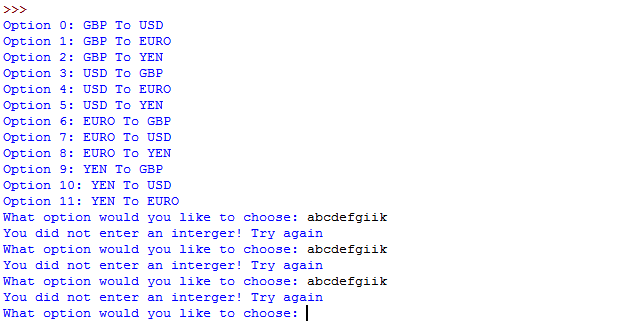 >>>
Option 0: GBP To USD
Option 1: GBP To EURO
Option 2: GBP To YEN
Option 3: USD To GBP
Option 4: USD To EURO
Option 5: USD To YEN
Option 6: EURO To GBP
Option 7: EURO To USD
Option 8: EURO To YEN
Option 9: YEN To GBP
Option 10: YEN To USD
Option 11: YEN To EURO
What option would you like to choose: abcdefgiik
You did not enter an interger! Try again
What option would you like to choose: abcdefgiik
You did not enter an interger! Try again
What option would you like to choose: abcdefgiik
You did not enter an interger! Try again
What option would you like to choose: